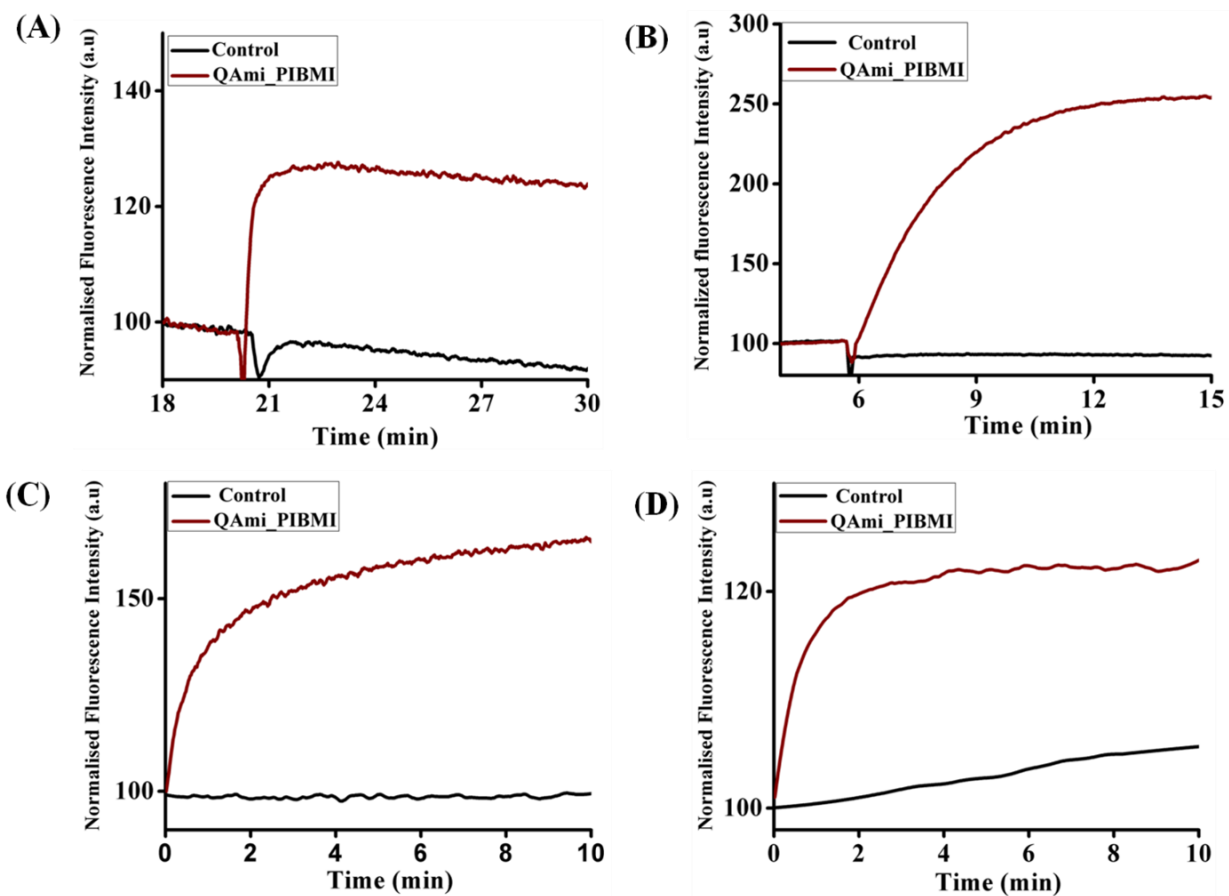 (A)
Control
QAmi_PIBMI
Normalised Fluorescence Intensity (a.u)
140
120
100
18 21 24 27 30
Time (min)
(B)
Control
QAmi_PIBMI
Normalized fluorescence Intensity (a.u)
300
250
200
150
100
6 9 12 15
Time (min)
(C)
Control
QAmi_PIBMI
Normalised Fluorescence Intensity (a.u)
150
100
0 2 4 6 8 10
Time (min)
(D)
Control
QAmi_PIBMI
Normalised Fluorescence Intensity (a.u)
120
100
0 2 4 6 8 10
Time (min)